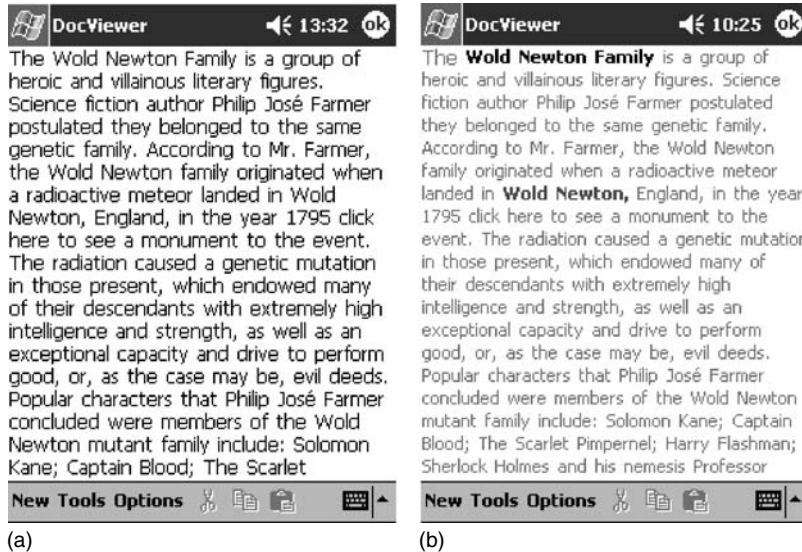 DocViewer 13:32 ok
The Wold Newton Family is a group of
heroic and villainous literary figures.
Science fiction author Philip José Farmer
postulated they belonged to the same
genetic family. According to Mr. Farmer,
the Wold Newton family originated when
a radioactive meteor landed in Wold
Newton, England, in the year 1795 click
here to see a monument to the event.
The radiation caused a genetic mutation
in those present, which endowed many
of their descendants with extremely high
intelligence and strength, as well as an
exceptional capacity and drive to perform
good, or, as the case may be, evil deeds.
Popular characters that Philip José Farmer
concluded were members of the Wold
Newton mutant family include: Solomon
Kane; Captain Blood; The Scarlet
New Tools Options
(a)
DocViewer 10:25 ok
The Wold Newton Family is a group of
heroic and villainous literary figures. Science
fiction author Philip José Farmer postulated
they belonged to the same genetic family.
According to Mr. Farmer, the Wold Newton
family originated when a radioactive meteor
landed in Wold Newton, England, in the year
1795 click here to see a monument to the
event. The radiation caused a genetic mutation
in those present, which endowed many of
their descendants with extremely high
intelligence and strength, as well as an
exceptional capacity and drive to perform
good, or, as the case may be, evil deeds.
Popular characters that Philip José Farmer
concluded were members of the Wold Newton
mutant family include: Solomon Kane; Captain
Blood; The Scarlet Pimpernel; Harry Flashman;
Sherlock Holmes and his nemesis Professor
New Tools Options
(b)